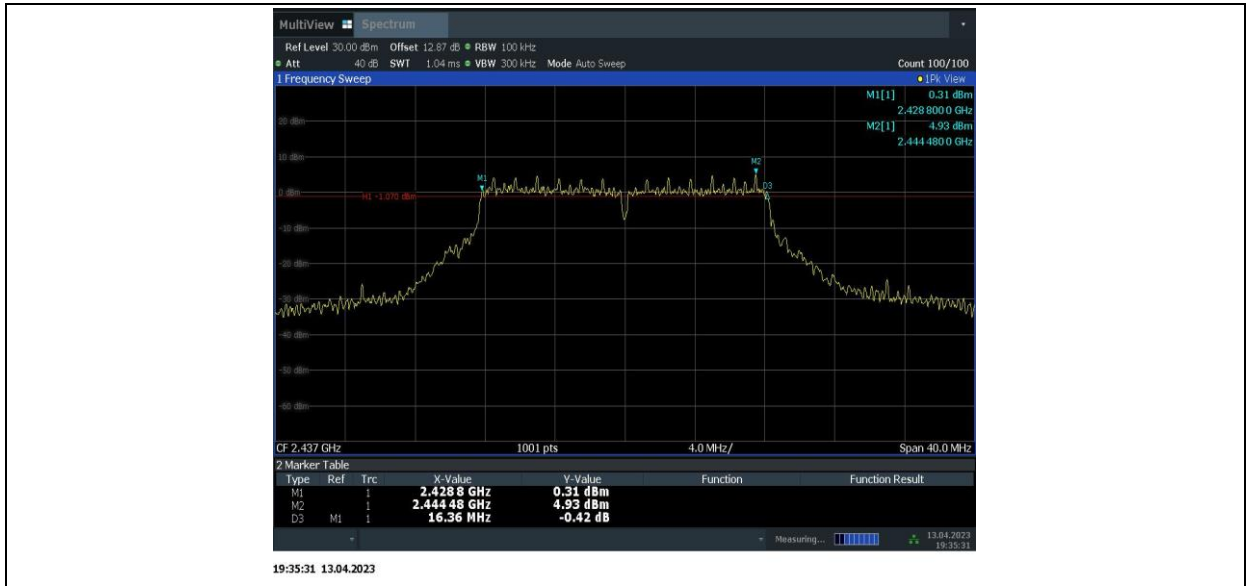 MultiView Spectrum
Ref Level 30.00 dBm Offset 12.87 dB RBW 100 kHz
Att 40 dB SWT 1.04 ms VBW 300 kHz Mode Auto Sweep Count 100/100
1 Frequency Sweep 1Pk View
M1[1] 0.31 dBm
2.428 800 0 GHz
20 dBm
M2[1] 4.93 dBm
2.444 480 0 GHz
10 dBm
M2
M1
D3
0 dBm
H1 -1.070 dBm
-10 dBm
-20 dBm
-30 dBm
-40 dBm
-50 dBm
-60 dBm
CF 2.437 GHz 1001 pts 4.0 MHz/ Span 40.0 MHz
2 Marker Table
Type Ref Trc X-Value Y-Value Function Function Result
M1 1 2.428 8 GHz 0.31 dBm
M2 1 2.444 48 GHz 4.93 dBm
D3 M1 1 16.36 MHz -0.42 dB
Measuring... 13.04.2023
19:35:31
19:35:31 13.04.2023